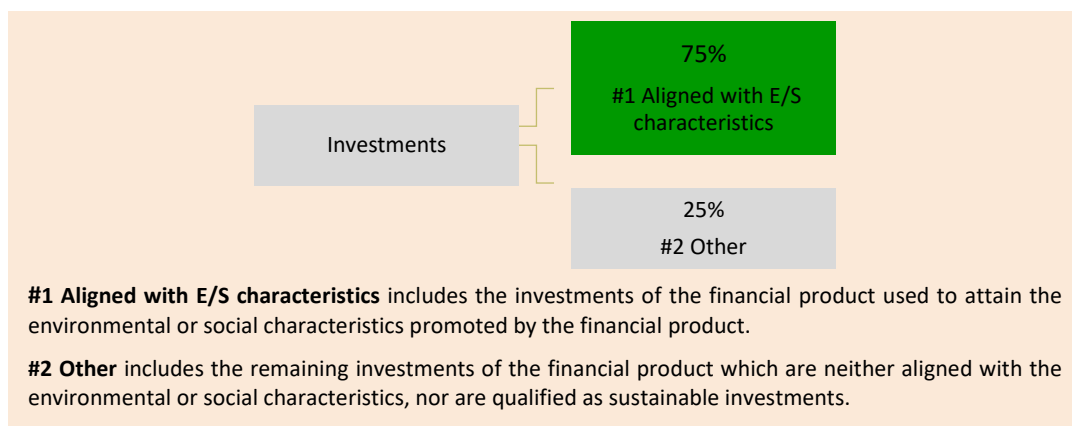 75%
#1 Aligned with E/S
characteristics
Investments
25%
#2 Other
#1 Aligned with E/S characteristics includes the investments of the financial product used to attain the
environmental or social characteristics promoted by the financial product.
#2 Other includes the remaining investments of the financial product which are neither aligned with the
environmental or social characteristics, nor are qualified as sustainable investments.